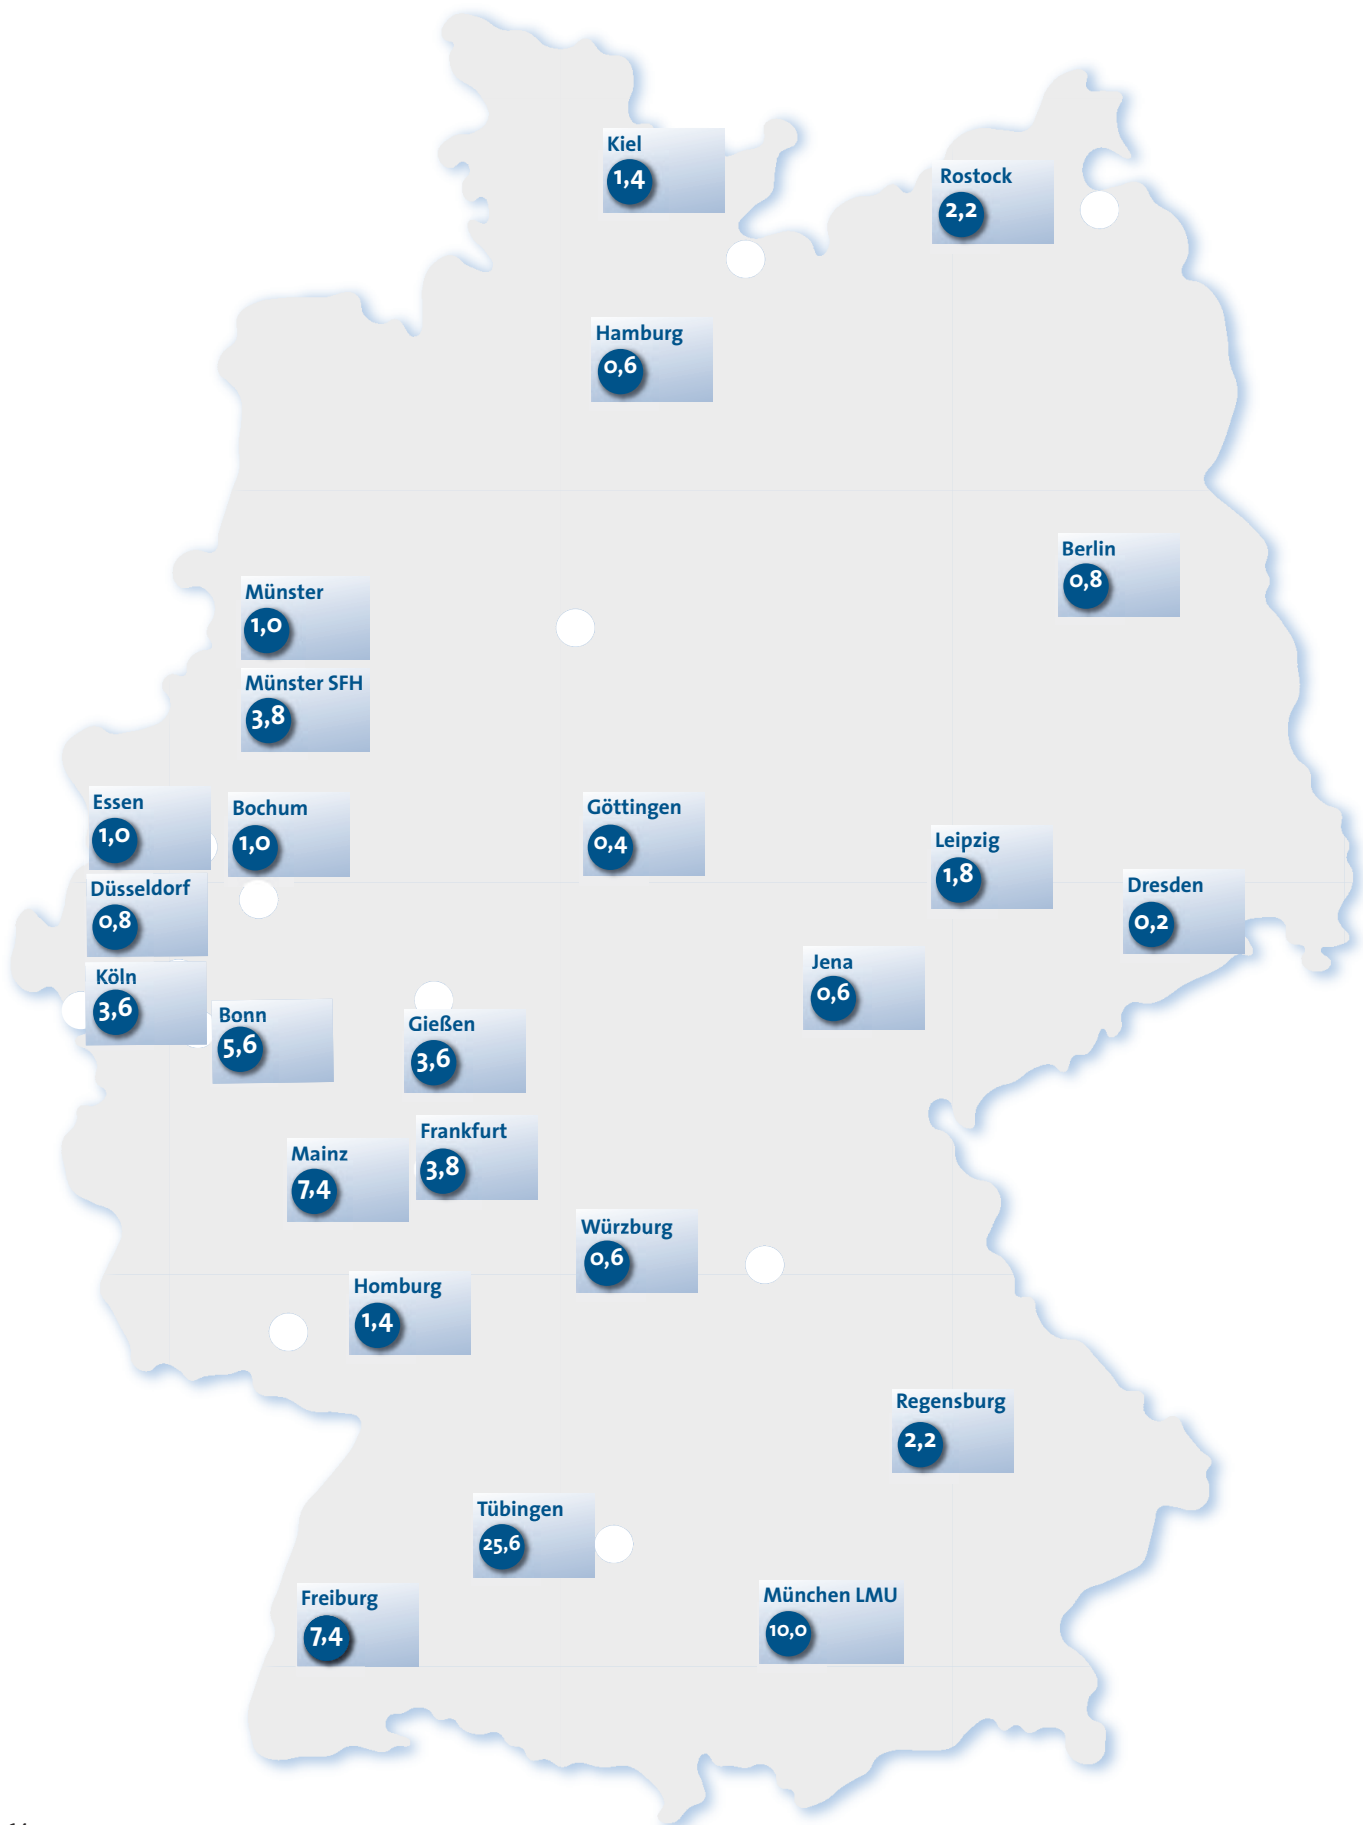 Kiel
1,4
Rostock
2,2
Hamburg
0,6
Berlin
0,8
Münster
1,0
Münster SFH
3,8
Essen
1,0
Bochum
1,0
Göttingen
0,4
Leipzig
1,8
Düsseldorf
0,8
Dresden
0,2
Köln
3,6
Jena
0,6
Bonn
5,6
Gießen
3,6
Frankfurt
3,8
Mainz
7,4
Würzburg
0,6
Homburg
1,4
Regensburg
2,2
Tübingen
25,6
Freiburg
7,4
München LMU
10,0